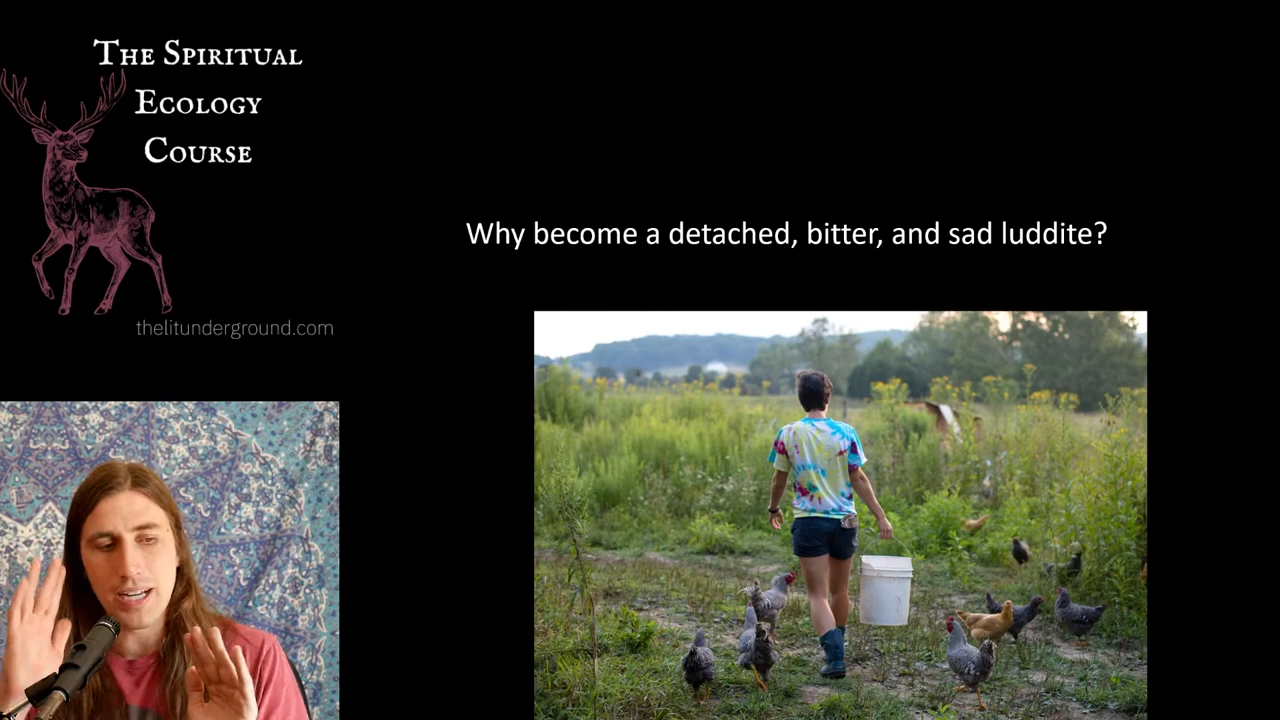 The Spiritual
Ecology
Course
thelitunderground.com
Why become a detached, bitter, and sad luddite?